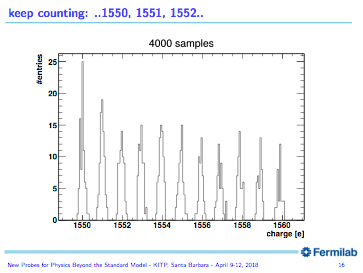 keep counting: ..1550, 1551, 1552..
4000 samples
#entries
25
20
15
10
5
0
1550 1552 1554 1556 1558 1560
charge [e]
Fermilab
New Probes for Physics Beyond the Standard Model - KITP, Santa Barbara - April 9-12, 2018 16